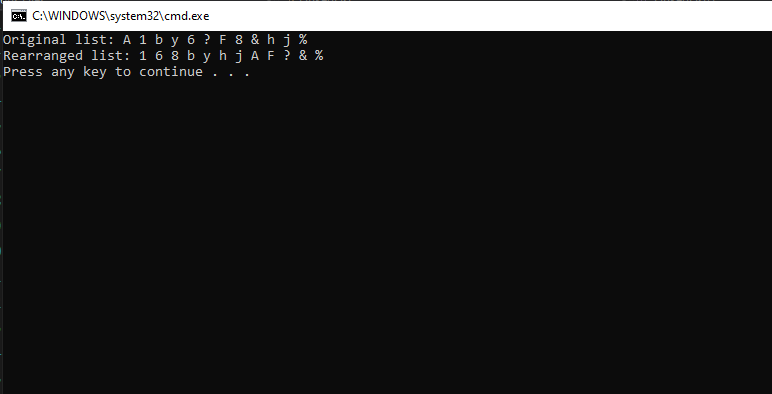 C:\WINDOWS\system32\cmd.exe
Original list: A 1 b y 6 ? F 8 & h j %
Rearranged list: 1 6 8 b y h j A F ? & %
Press any key to continue . . .